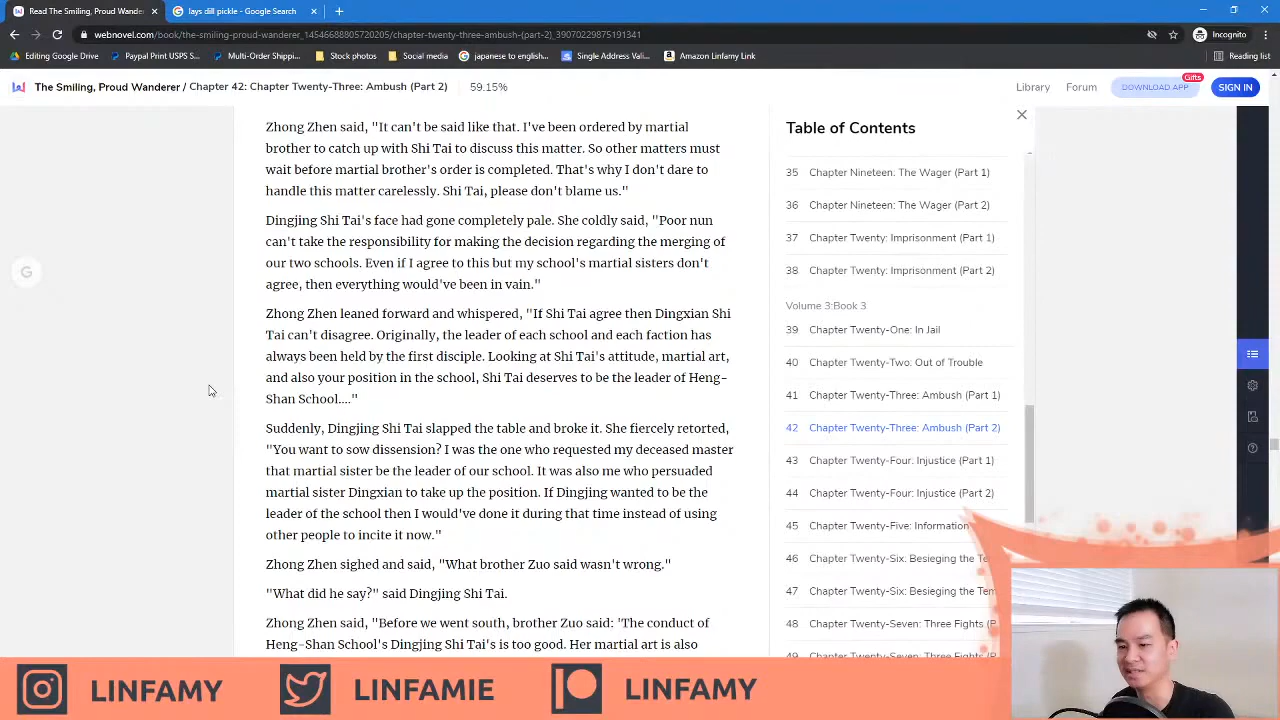 Read The Smiling, Proud Wander
lays dill pickle - Google Search
webnovel.com/book/the-smiling-proud-wanderer_14546688805720205/chapter-twenty-three-ambush-(part-2)_39070229875191341
Incognito
Editing Google Drive
Paypal Print USPS S...
Multi-Order Shippi...
Stock photos
Social media
japanese to english...
Single Address Vali...
Amazon Linfamy Link
Reading list
The Smiling, Proud Wanderer / Chapter 42: Chapter Twenty-Three: Ambush (Part 2)
59.15%
Library
Forum
DOWNLOAD APP
Gifts
SIGN IN
Zhong Zhen said, "It can't be said like that. I've been ordered by martial
brother to catch up with Shi Tai to discuss this matter. So other matters must
wait before martial brother's order is completed. That's why I don't dare to
handle this matter carelessly. Shi Tai, please don't blame us."
Dingjing Shi Tai's face had gone completely pale. She coldly said, "Poor nun
can't take the responsibility for making the decision regarding the merging of
our two schools. Even if I agree to this but my school's martial sisters don't
agree, then everything would've been in vain."
Zhong Zhen leaned forward and whispered, "If Shi Tai agree then Dingxian Shi
Tai can't disagree. Originally, the leader of each school and each faction has
always been held by the first disciple. Looking at Shi Tai's attitude, martial art,
and also your position in the school, Shi Tai deserves to be the leader of Heng-
Shan School...."
Suddenly, Dingjing Shi Tai slapped the table and broke it. She fiercely retorted,
"You want to sow dissension? I was the one who requested my deceased master
that martial sister be the leader of our school. It was also me who persuaded
martial sister Dingxian to take up the position. If Dingjing wanted to be the
leader of the school then I would've done it during that time instead of using
other people to incite it now."
Zhong Zhen sighed and said, "What brother Zuo said wasn't wrong."
"What did he say?" said Dingjing Shi Tai.
Zhong Zhen said, "Before we went south, brother Zuo said: 'The conduct of
Heng-Shan School's Dingjing Shi Tai's is too good. Her martial art is also
Table of Contents
35 Chapter Nineteen: The Wager (Part 1)
36 Chapter Nineteen: The Wager (Part 2)
37 Chapter Twenty: Imprisonment (Part 1)
38 Chapter Twenty: Imprisonment (Part 2)
Volume 3:Book 3
39 Chapter Twenty-One: In Jail
40 Chapter Twenty-Two: Out of Trouble
41 Chapter Twenty-Three: Ambush (Part 1)
42 Chapter Twenty-Three: Ambush (Part 2)
43 Chapter Twenty-Four: Injustice (Part 1)
44 Chapter Twenty-Four: Injustice (Part 2)
45 Chapter Twenty-Five: Information
46 Chapter Twenty-Six: Besieging the Tem
47 Chapter Twenty-Six: Besieging the Tem
48 Chapter Twenty-Seven: Three Fights (P
49 Chapter Twenty-Seven: Three Fights (P
G
LINFAMY
LINFAMIE
LINFAMY